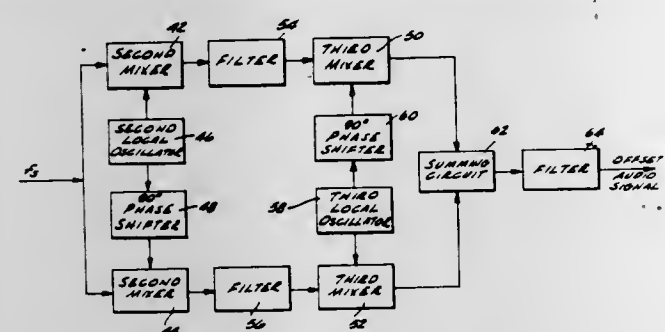 42
SECOND
MIXER
54
FILTER
50
THIRD
MIXER
SECOND
LOCAL
OSCILLATOR
46
90°
PHASE
SHIFTER
60
62
SUMMING
CIRCUIT
64
FILTER
OFFSET
AUDIO
SIGNAL
fs
90°
PHASE
SHIFTER
48
58
THIRD
LOCAL
OSCILLATOR
SECOND
MIXER
44
FILTER
56
THIRD
MIXER
52